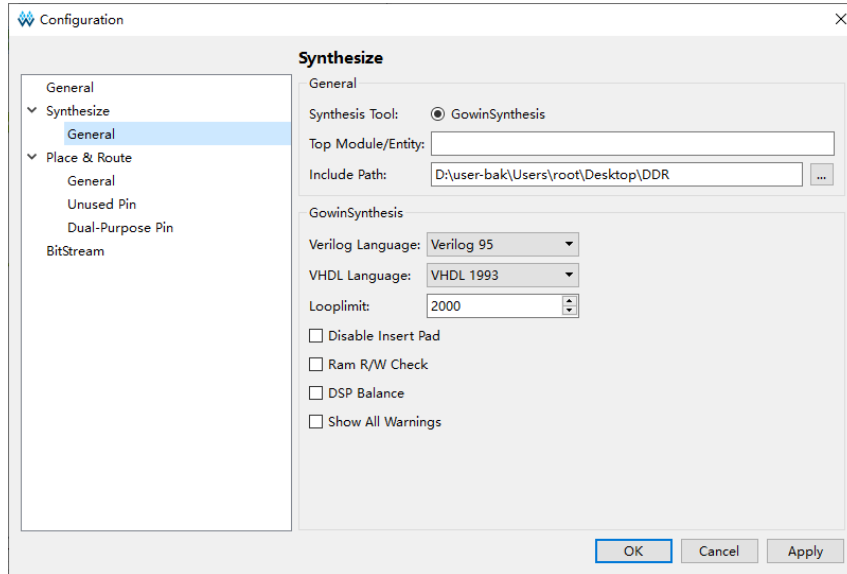 Configuration
General
Synthesize
General
Place & Route
General
Unused Pin
Dual-Purpose Pin
BitStream
Synthesize
General
Synthesis Tool: GowinSynthesis
Top Module/Entity:
Include Path: D:\user-bak\Users\root\Desktop\DDR ...
GowinSynthesis
Verilog Language: Verilog 95
VHDL Language: VHDL 1993
Looplimit: 2000
Disable Insert Pad
Ram R/W Check
DSP Balance
Show All Warnings
OK Cancel Apply